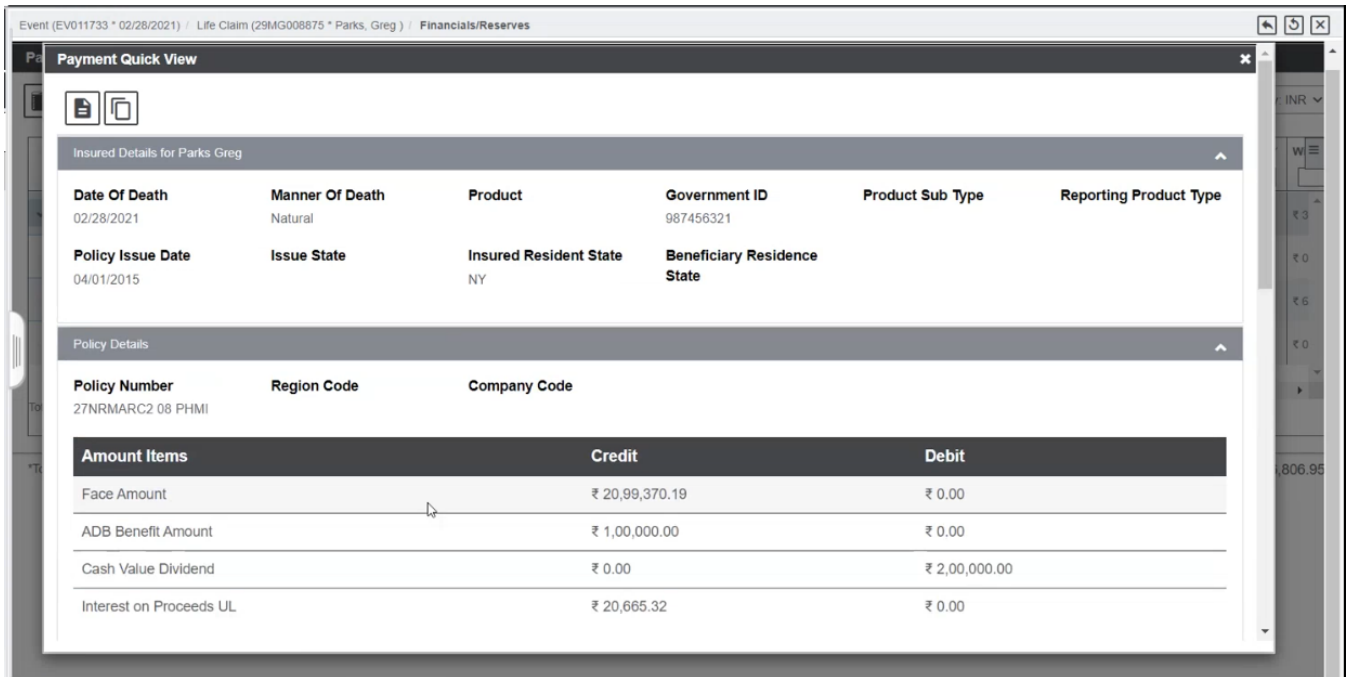 Event (EV011733 * 02/28/2021) / Life Claim (29MG008875 * Parks, Greg ) / Financials/Reserves
Pa
Payment Quick View
: INR
Insured Details for Parks Greg
W
Date Of Death Manner Of Death Product Government ID Product Sub Type Reporting Product Type
02/28/2021 Natural 987456321
₹ 3
Policy Issue Date Issue State Insured Resident State Beneficiary Residence State
04/01/2015 NY
₹ 0
₹ 6
Policy Details
₹ 0
Policy Number Region Code Company Code
27NRMARC2 08 PHMI
To
Amount Items Credit Debit
*To
,806.95
Face Amount ₹ 20,99,370.19 ₹ 0.00
ADB Benefit Amount ₹ 1,00,000.00 ₹ 0.00
Cash Value Dividend ₹ 0.00 ₹ 2,00,000.00
Interest on Proceeds UL ₹ 20,665.32 ₹ 0.00